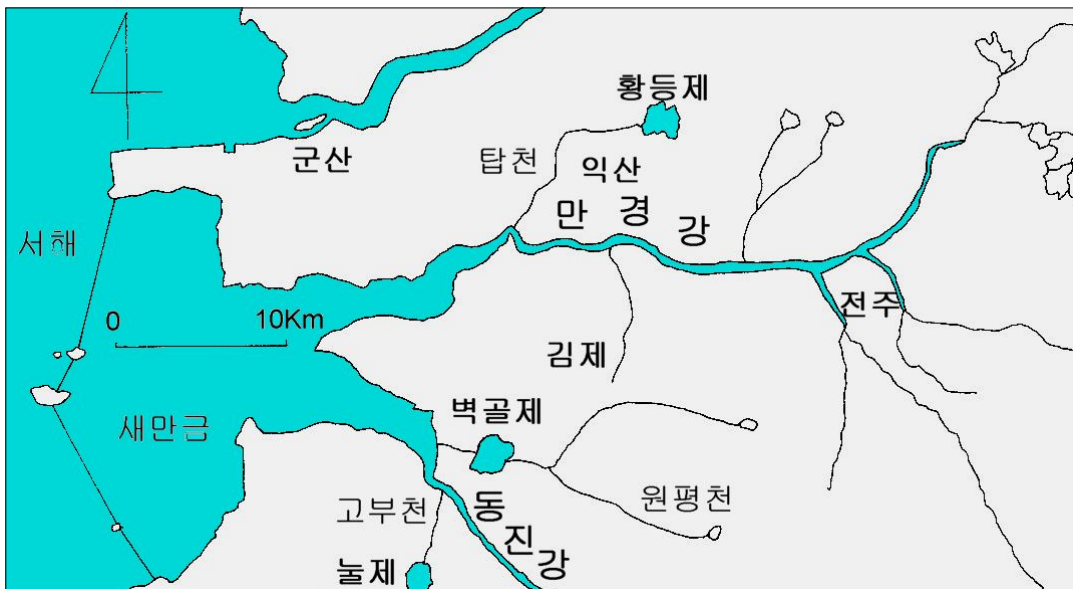 황등제
군산
탑천
익산
만경강
서해
전주
0 10Km
김제
벽골제
새만금
원평천
고부천
동진강
눌제